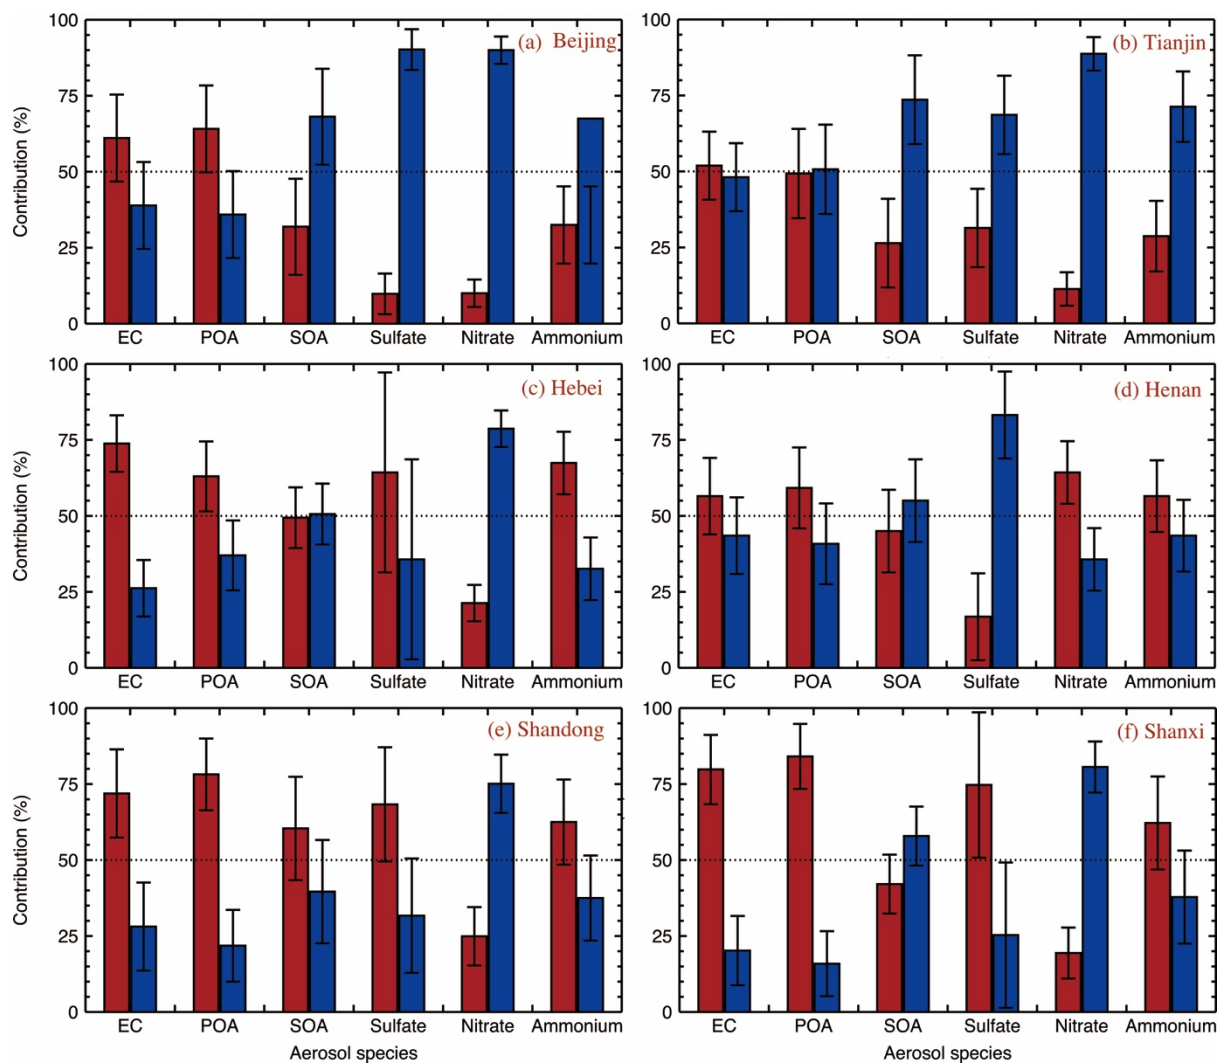 100
75
50
25
0
Contribution (%)
(a) Beijing
EC POA SOA Sulfate Nitrate Ammonium
100
75
50
25
0
(b) Tianjin
EC POA SOA Sulfate Nitrate Ammonium
100
75
50
25
0
Contribution (%)
(c) Hebei
EC POA SOA Sulfate Nitrate Ammonium
100
75
50
25
0
(d) Henan
EC POA SOA Sulfate Nitrate Ammonium
100
75
50
25
0
Contribution (%)
(e) Shandong
EC POA SOA Sulfate Nitrate Ammonium
Aerosol species
100
75
50
25
0
(f) Shanxi
EC POA SOA Sulfate Nitrate Ammonium
Aerosol species